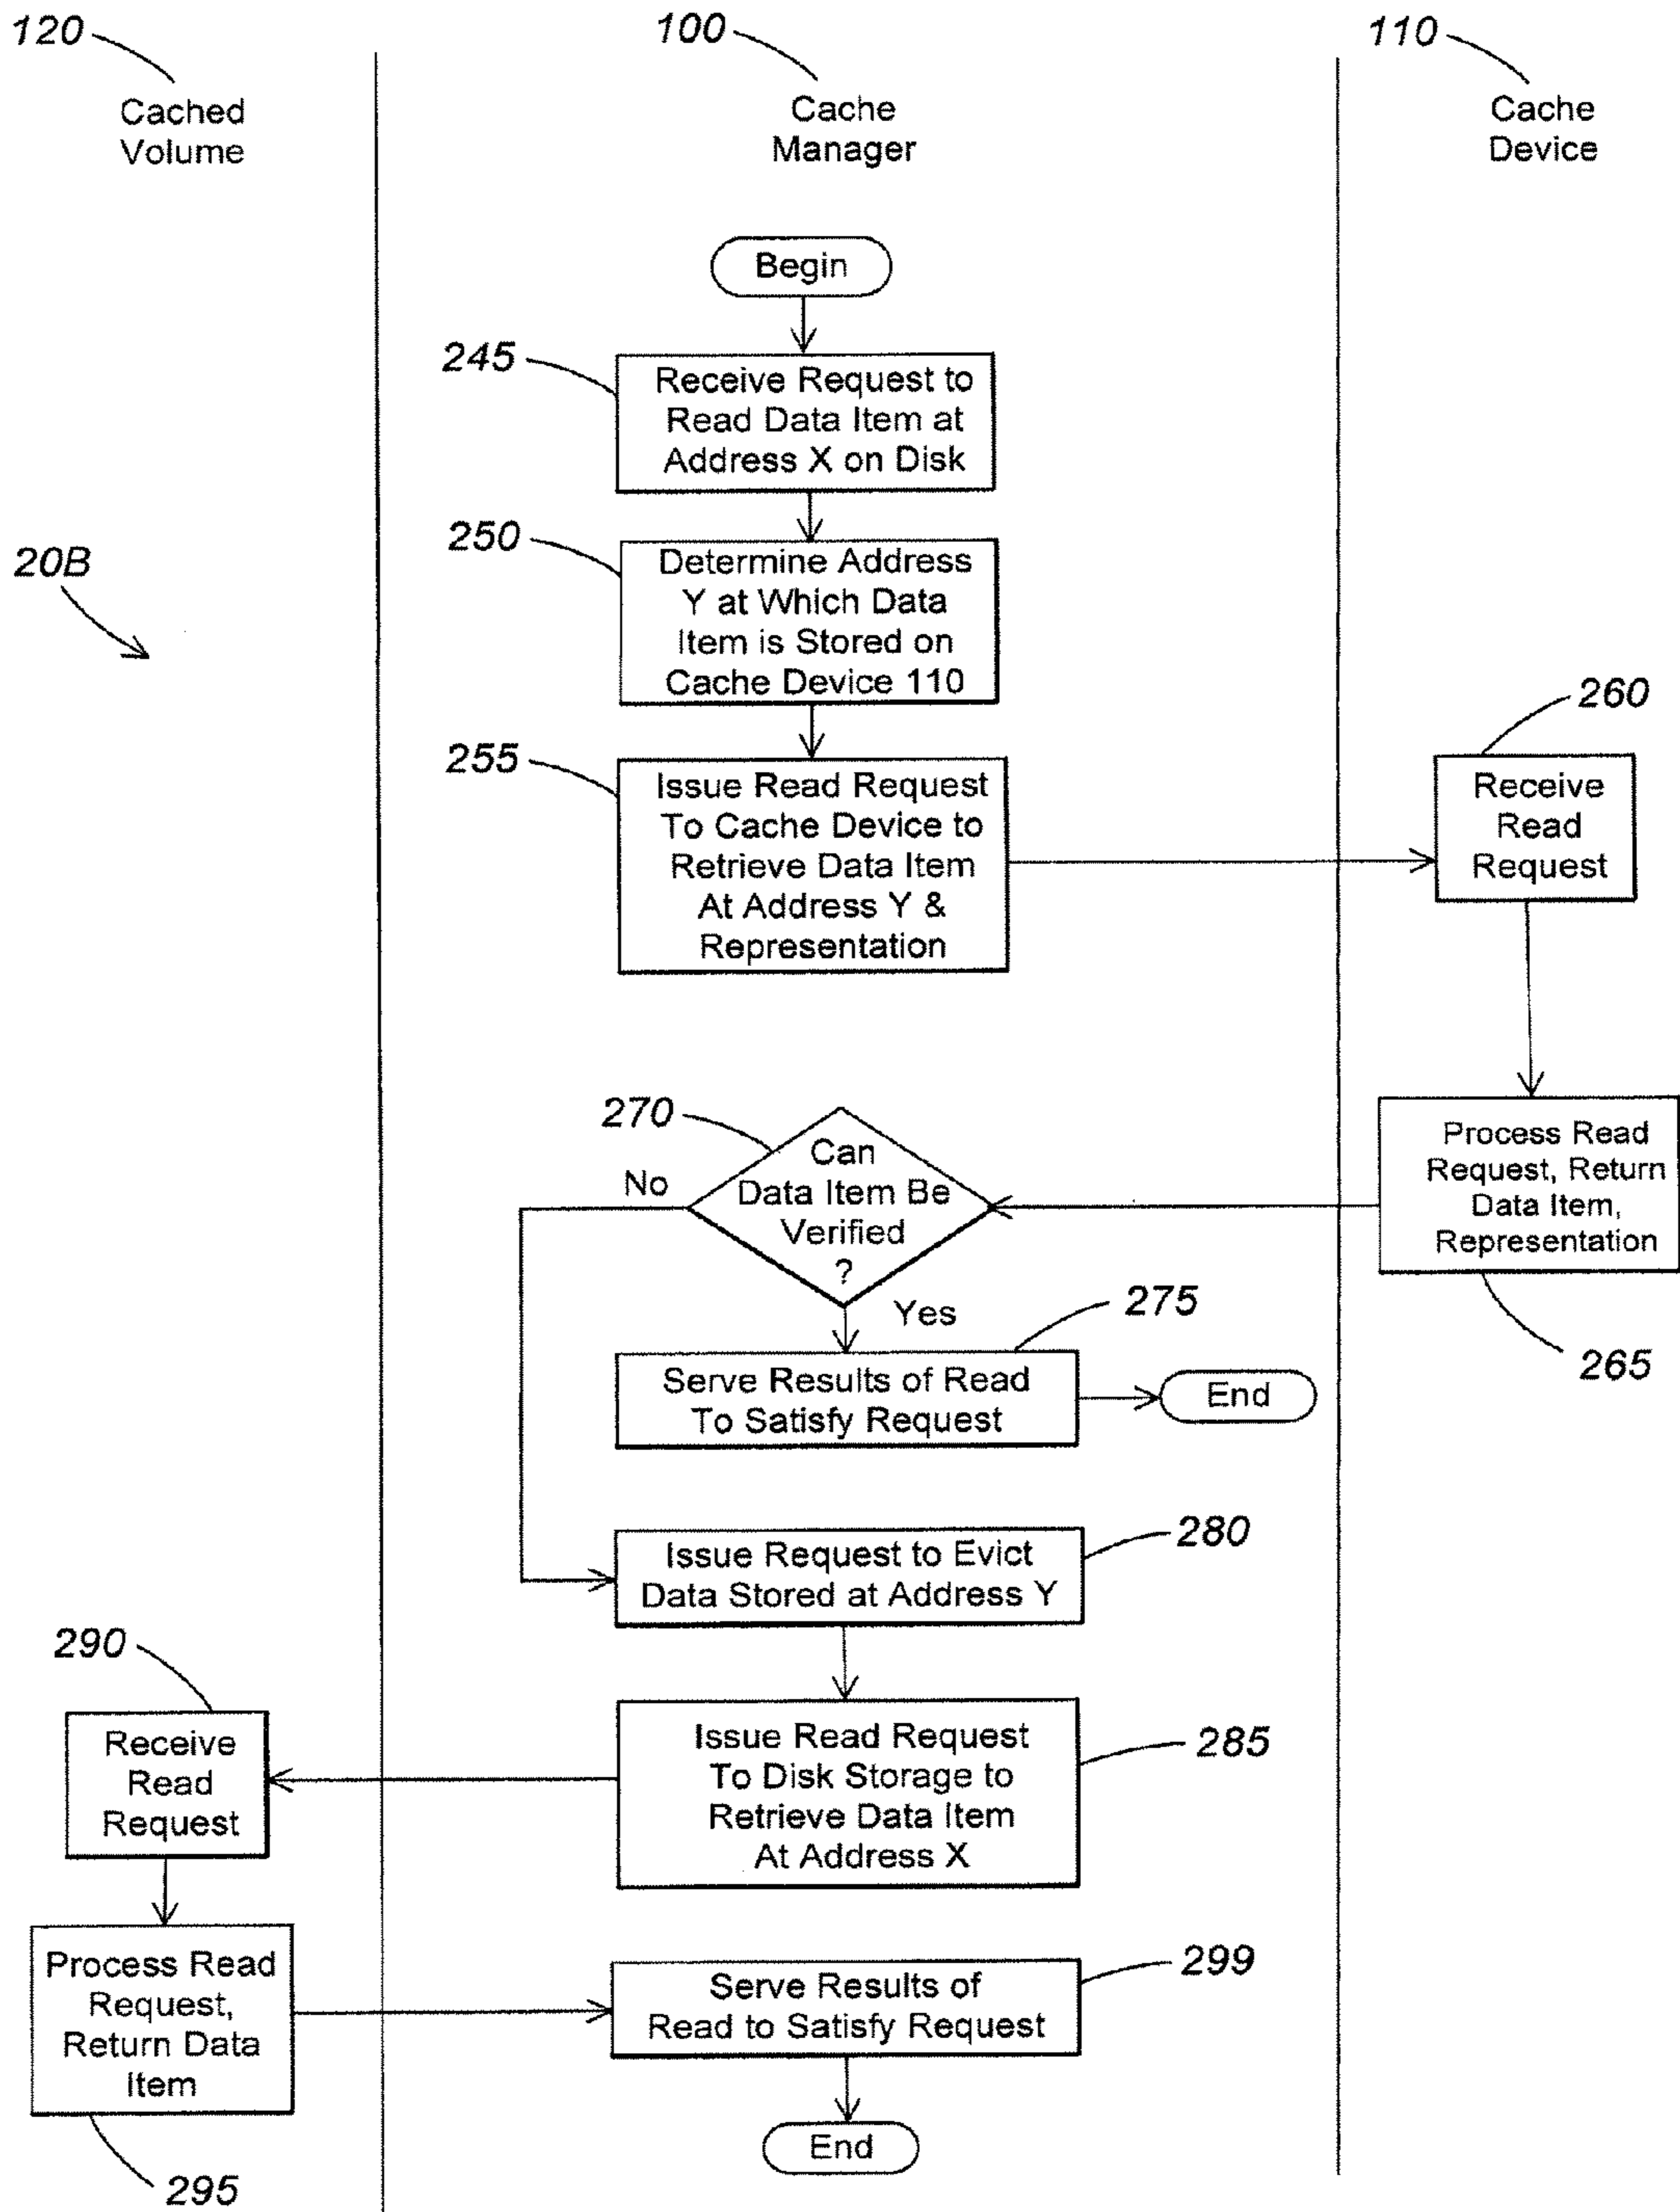 120
Cached
Volume
100
Cache
Manager
110
Cache
Device
Begin
245
Receive Request to
Read Data Item at
Address X on Disk
20B
250
Determine Address
Y at Which Data
Item is Stored on
Cache Device 110
255
Issue Read Request
To Cache Device to
Retrieve Data Item
At Address Y &
Representation
260
Receive
Read
Request
Process Read
Request, Return
Data Item,
Representation
265
270
Can
Data Item Be
Verified
?
No
Yes
275
Serve Results of Read
To Satisfy Request
End
280
Issue Request to Evict
Data Stored at Address Y
285
Issue Read Request
To Disk Storage to
Retrieve Data Item
At Address X
290
Receive
Read
Request
Process Read
Request,
Return Data
Item
295
299
Serve Results of
Read to Satisfy Request
End